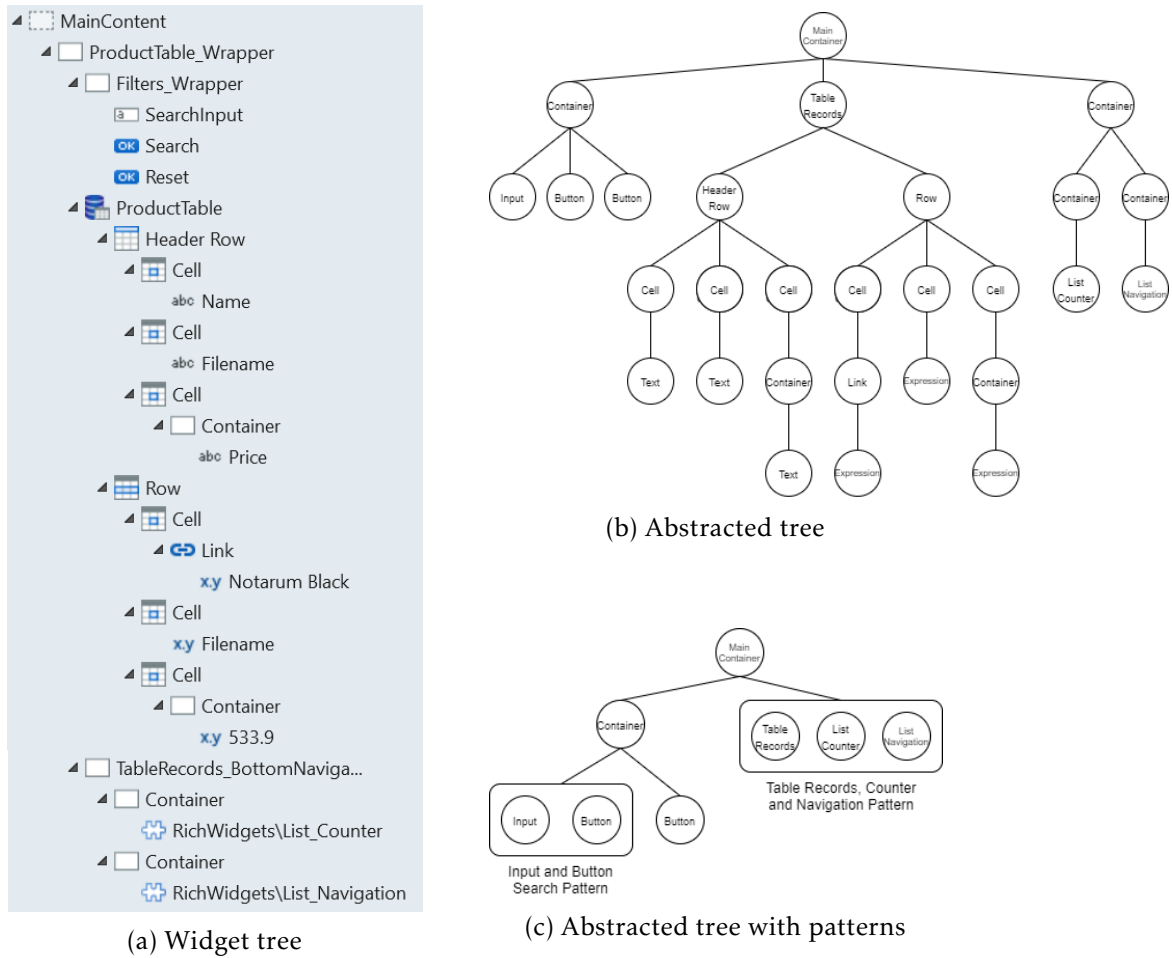 MainContent
ProductTable_Wrapper
Filters_Wrapper
a SearchInput
OK Search
OK Reset
ProductTable
Header Row
Cell
abc Name
Cell
abc Filename
Cell
Container
abc Price
Row
Cell
Link
x.y Notarum Black
Cell
x.y Filename
Cell
Container
x.y 533.9
TableRecords_BottomNaviga...
Container
RichWidgets\List_Counter
Container
RichWidgets\List_Navigation
(a) Widget tree
Main
Container
Container
Table
Records
Container
Input
Button
Button
Header
Row
Row
Container
Container
Cell
Cell
Cell
Cell
Cell
Cell
List
Counter
List
Navigation
Text
Text
Container
Link
Expression
Container
Text
Expression
Expression
(b) Abstracted tree
Main
Container
Container
Table
Records
List
Counter
List
Navigation
Table Records, Counter
and Navigation Pattern
Input
Button
Button
Input and Button
Search Pattern
(c) Abstracted tree with patterns